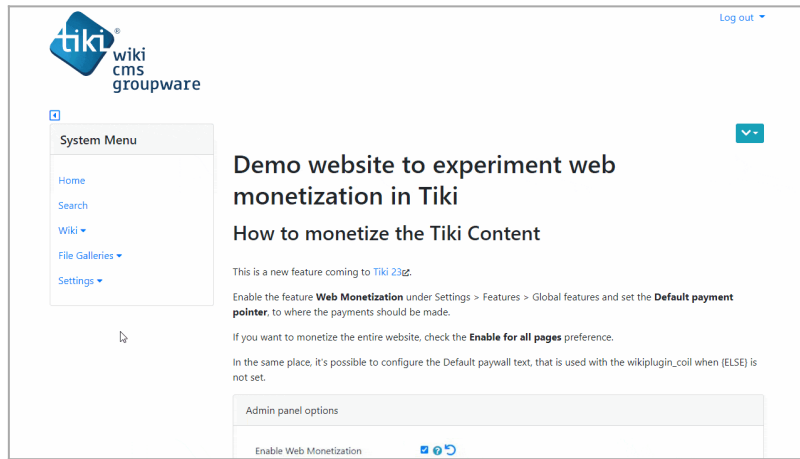 Log out
tiki®
wiki
cms
groupware
System Menu
Home
Search
Wiki
File Galleries
Settings
Demo website to experiment web
monetization in Tiki
How to monetize the Tiki Content
This is a new feature coming to Tiki 23.
Enable the feature Web Monetization under Settings > Features > Global features and set the Default payment
pointer, to where the payments should be made.
If you want to monetize the entire website, check the Enable for all pages preference.
In the same place, it's possible to configure the Default paywall text, that is used with the wikiplugin_coil when {ELSE} is
not set.
Admin panel options
Enable Web Monetization